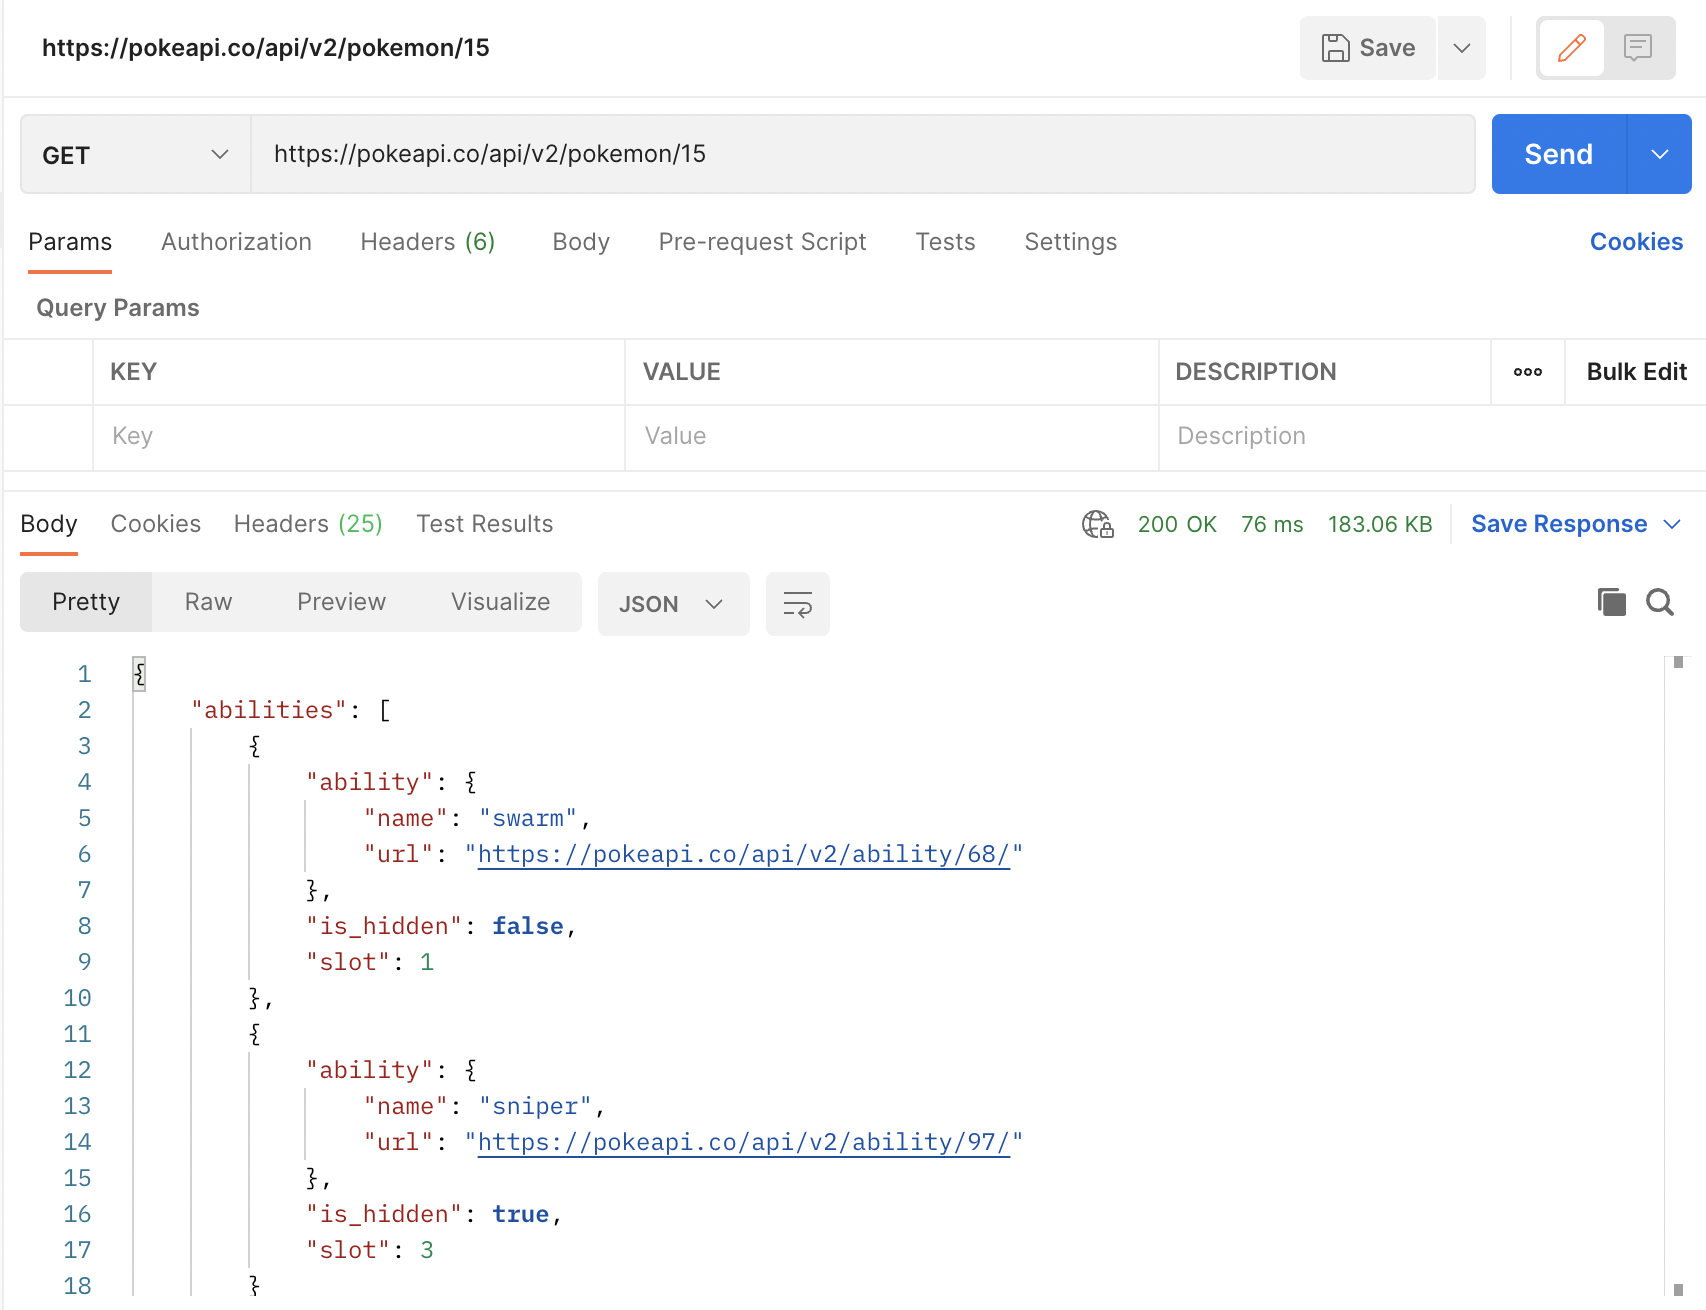 https://pokeapi.co/api/v2/pokemon/15 Save
GET https://pokeapi.co/api/v2/pokemon/15 Send
Params Authorization Headers (6) Body Pre-request Script Tests Settings Cookies
Query Params
KEY VALUE DESCRIPTION ooo Bulk Edit
Key Value Description
Body Cookies Headers (25) Test Results 200 OK 76 ms 183.06 KB Save Response
Pretty Raw Preview Visualize JSON
1 {
2 "abilities": [
3 {
4 "ability": {
5 "name": "swarm",
6 "url": "https://pokeapi.co/api/v2/ability/68/"
7 },
8 "is_hidden": false,
9 "slot": 1
10 },
11 {
12 "ability": {
13 "name": "sniper",
14 "url": "https://pokeapi.co/api/v2/ability/97/"
15 },
16 "is_hidden": true,
17 "slot": 3
18 }